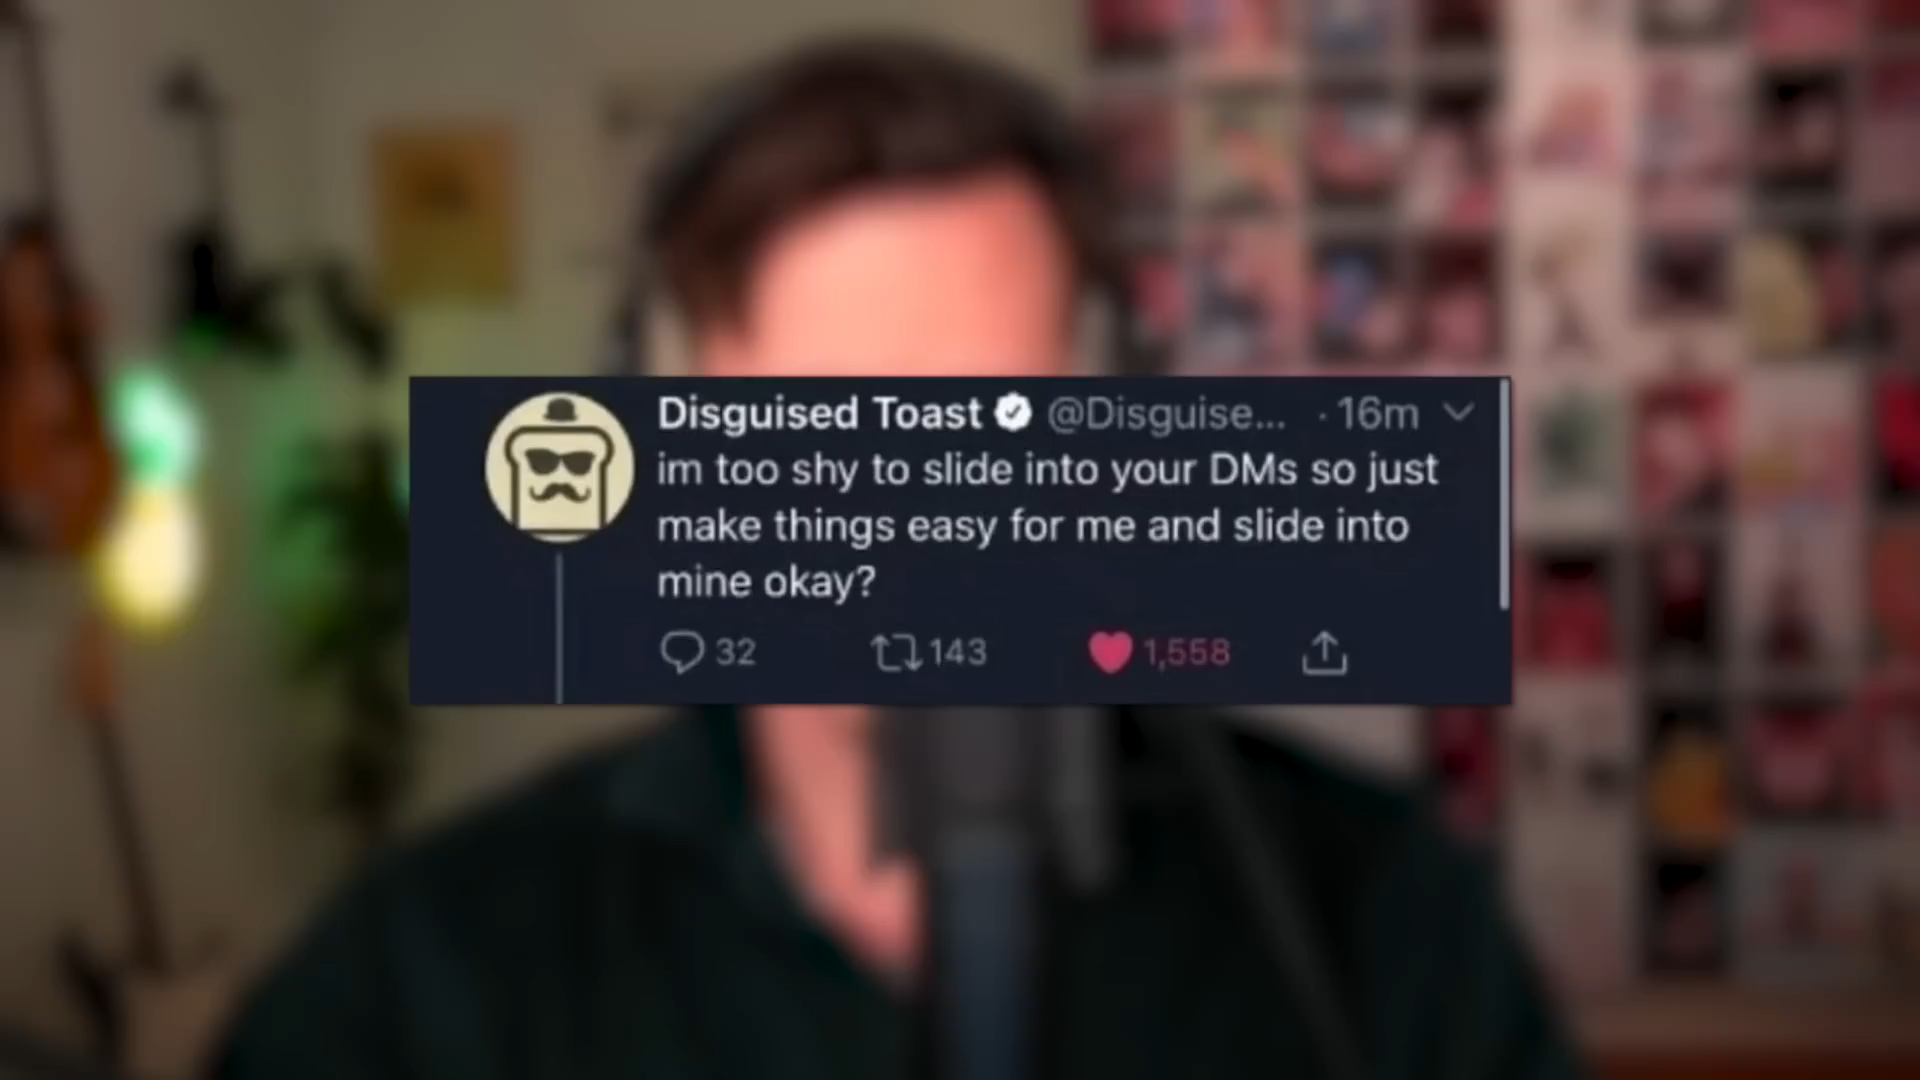 Disguised Toast @Disguise... · 16m
im too shy to slide into your DMs so just
make things easy for me and slide into
mine okay?
32 143 1,558